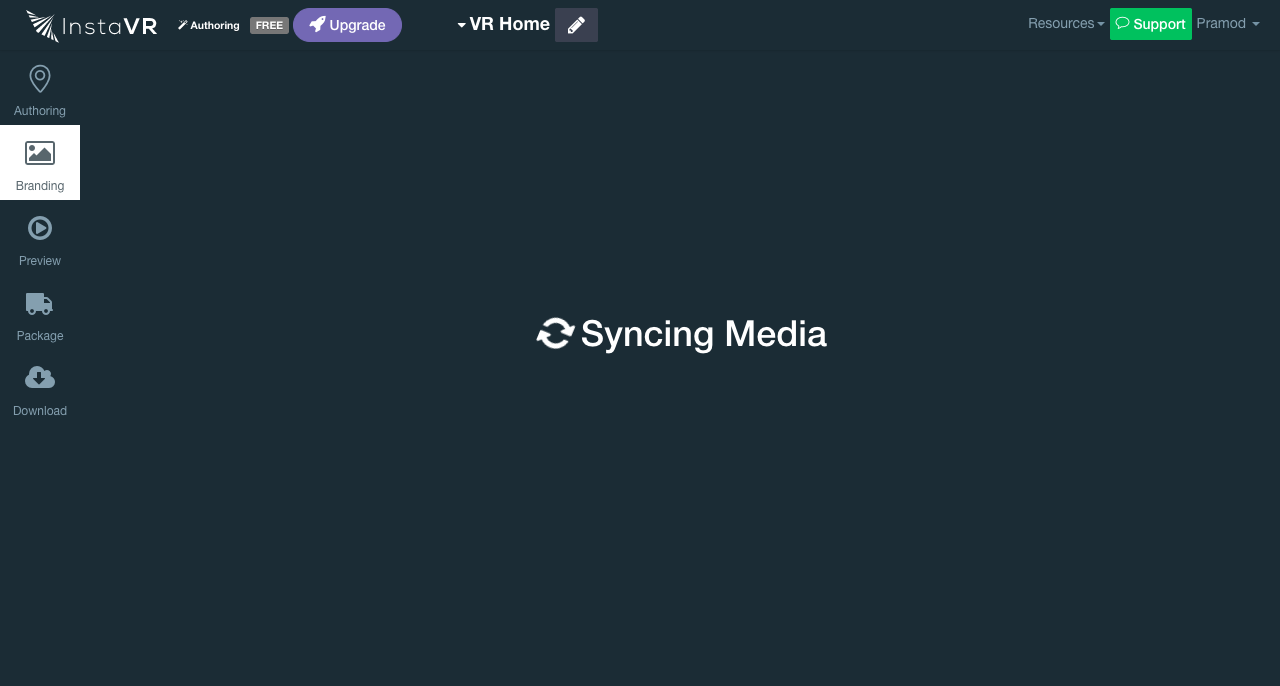 InstaVR
Authoring
FREE
Upgrade
VR Home
Resources
Support
Pramod
Authoring
Branding
Preview
Package
Download
Syncing Media